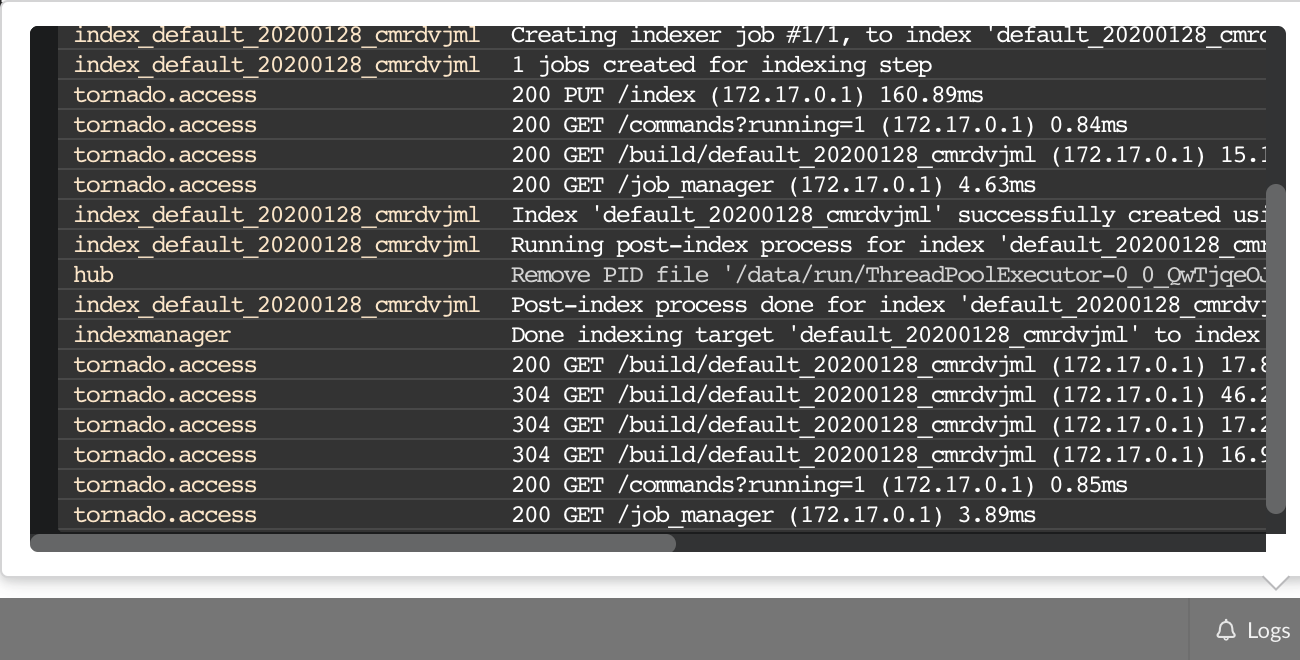 index_default_20200128_cmrdvjml Creating indexer job #1/1, to index 'default_20200128_cmrd
index_default_20200128_cmrdvjml 1 jobs created for indexing step
tornado.access 200 PUT /index (172.17.0.1) 160.89ms
tornado.access 200 GET /commands?running=1 (172.17.0.1) 0.84ms
tornado.access 200 GET /build/default_20200128_cmrdvjml (172.17.0.1) 15.1
tornado.access 200 GET /job_manager (172.17.0.1) 4.63ms
index_default_20200128_cmrdvjml Index 'default_20200128_cmrdvjml' successfully created usi
index_default_20200128_cmrdvjml Running post-index process for index 'default_20200128_cmr
hub Remove PID file '/data/run/ThreadPoolExecutor-0_0_QwTjqeOJ
index_default_20200128_cmrdvjml Post-index process done for index 'default_20200128_cmrdvj
indexmanager Done indexing target 'default_20200128_cmrdvjml' to index
tornado.access 200 GET /build/default_20200128_cmrdvjml (172.17.0.1) 17.8
tornado.access 304 GET /build/default_20200128_cmrdvjml (172.17.0.1) 46.2
tornado.access 304 GET /build/default_20200128_cmrdvjml (172.17.0.1) 17.2
tornado.access 304 GET /build/default_20200128_cmrdvjml (172.17.0.1) 16.9
tornado.access 200 GET /commands?running=1 (172.17.0.1) 0.85ms
tornado.access 200 GET /job_manager (172.17.0.1) 3.89ms
Logs